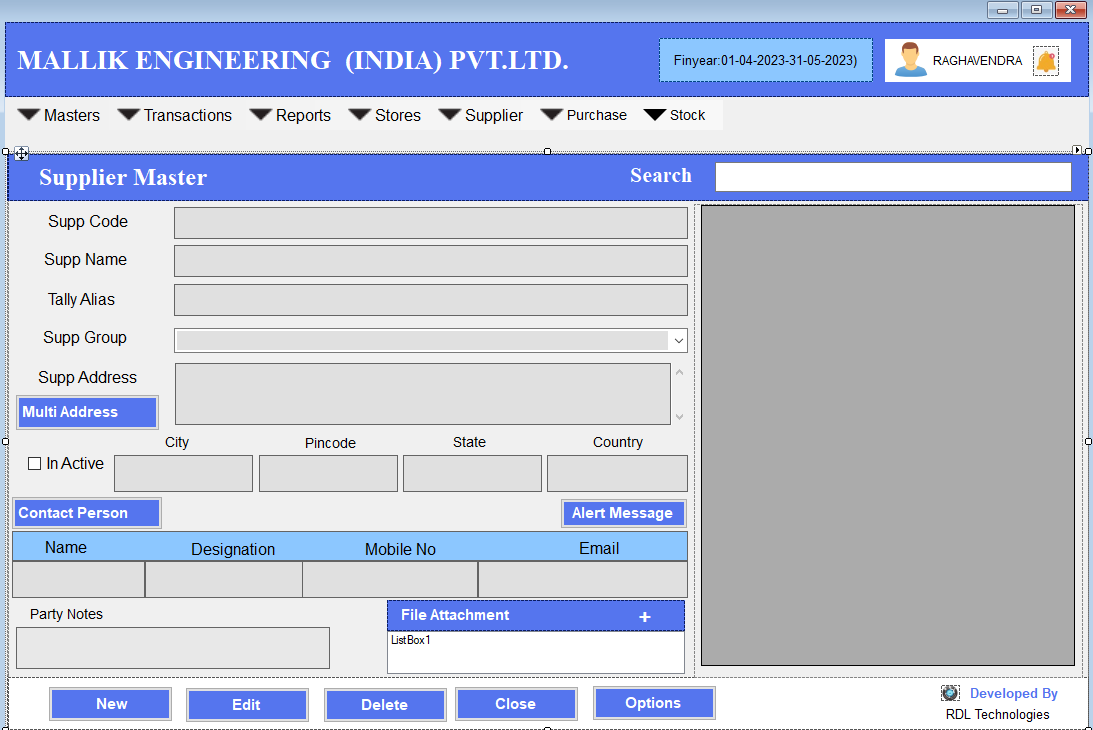 MALLIK ENGINEERING (INDIA) PVT.LTD.
Finyear:01-04-2023-31-05-2023)
RAGHAVENDRA
Masters Transactions Reports Stores Supplier Purchase Stock
Supplier Master
Search
Supp Code
Supp Name
Tally Alias
Supp Group
Supp Address
Multi Address
City Pincode State Country
In Active
Contact Person
Alert Message
Name Designation Mobile No Email
Party Notes
File Attachment +
ListBox1
New Edit Delete Close Options
Developed By
RDL Technologies